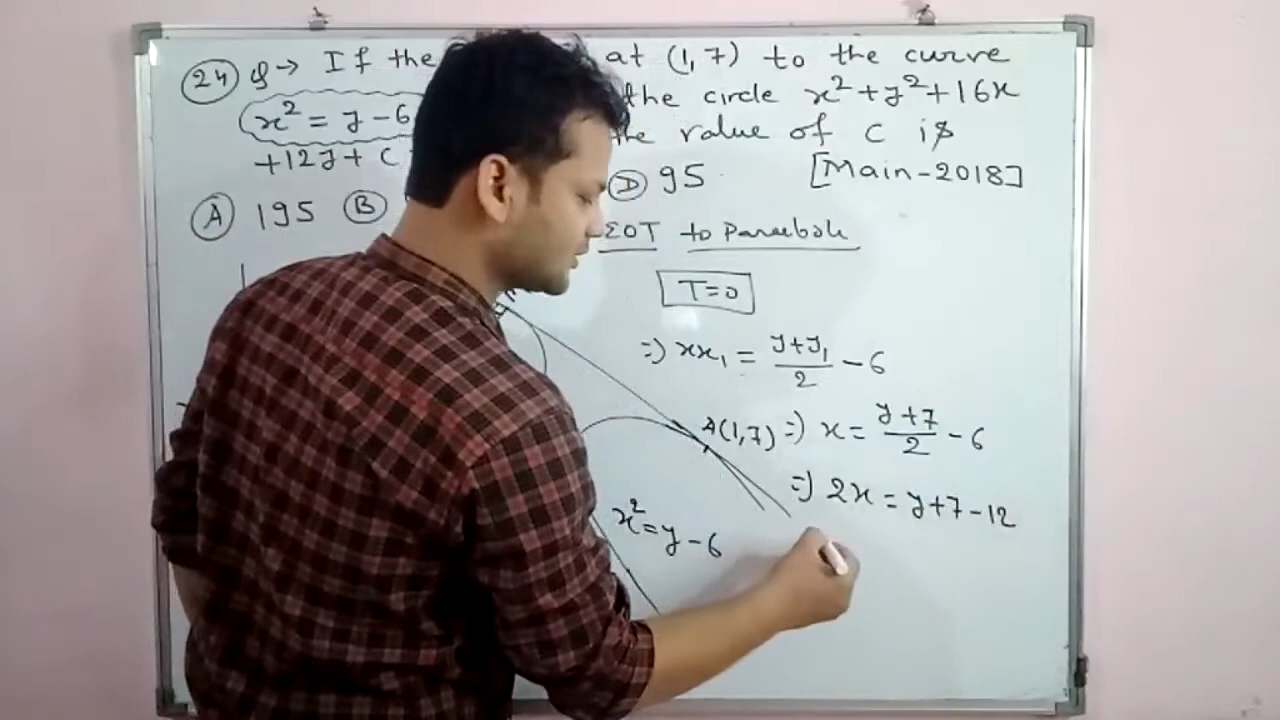 24 Q → If the at (1,7) to the curve
x² = y - 6 the circle x² + y² + 16x
+12y + C the value of C is
D 95 [Main-2018]
A 195 B
EOT to Parabola
T=0
⇒ xx₁ = (y+y₁)/2 - 6
A(1,7) ⇒ x = (y+7)/2 - 6
⇒ 2x = y+7-12
x² = y - 6